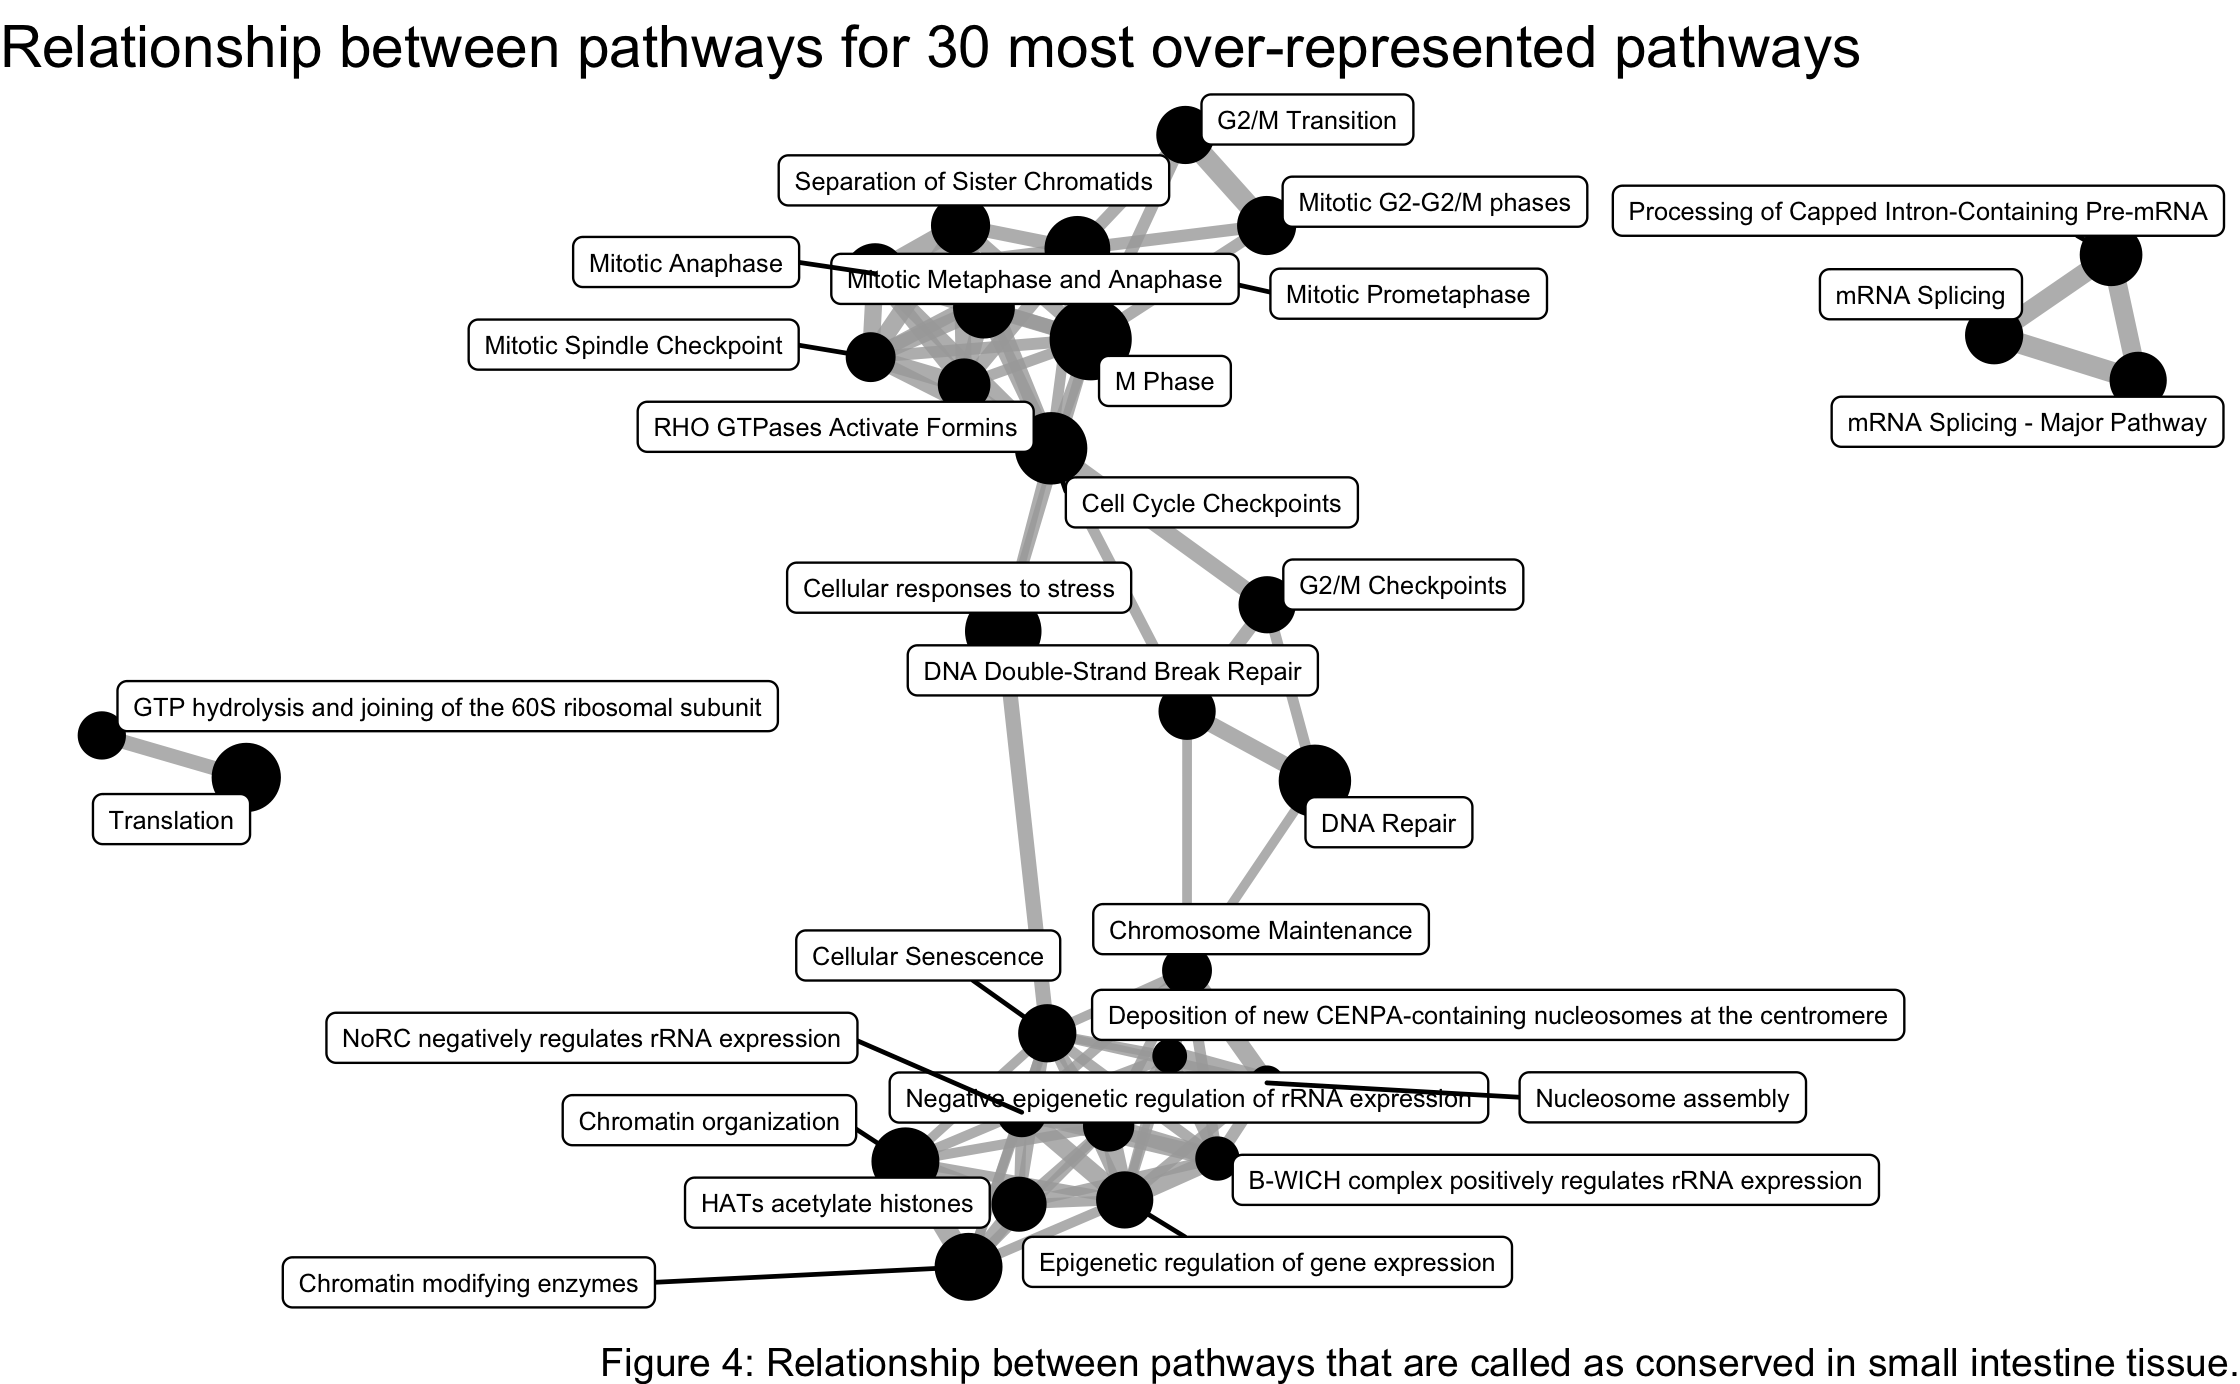 Relationship between pathways for 30 most over-represented pathways
G2/M Transition
Separation of Sister Chromatids
Mitotic G2-G2/M phases
Processing of Capped Intron-Containing Pre-mRNA
Mitotic Anaphase
Mitotic Metaphase and Anaphase
Mitotic Prometaphase
mRNA Splicing
Mitotic Spindle Checkpoint
M Phase
RHO GTPases Activate Formins
mRNA Splicing - Major Pathway
Cell Cycle Checkpoints
Cellular responses to stress
G2/M Checkpoints
DNA Double-Strand Break Repair
GTP hydrolysis and joining of the 60S ribosomal subunit
Translation
DNA Repair
Chromosome Maintenance
Cellular Senescence
Deposition of new CENPA-containing nucleosomes at the centromere
NoRC negatively regulates rRNA expression
Negative epigenetic regulation of rRNA expression
Nucleosome assembly
Chromatin organization
B-WICH complex positively regulates rRNA expression
HATs acetylate histones
Epigenetic regulation of gene expression
Chromatin modifying enzymes
Figure 4: Relationship between pathways that are called as conserved in small intestine tissue.